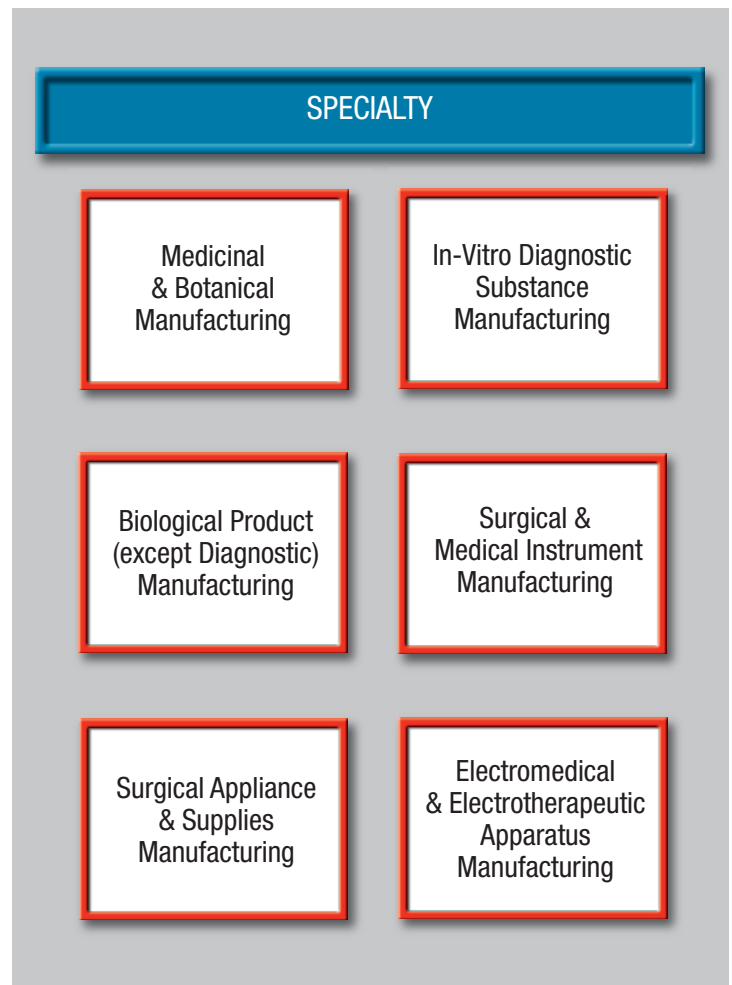 SPECIALTY
Medicinal
& Botanical
Manufacturing
In-Vitro Diagnostic
Substance
Manufacturing
Biological Product
(except Diagnostic)
Manufacturing
Surgical &
Medical Instrument
Manufacturing
Surgical Appliance
& Supplies
Manufacturing
Electromedical
& Electrotherapeutic
Apparatus
Manufacturing